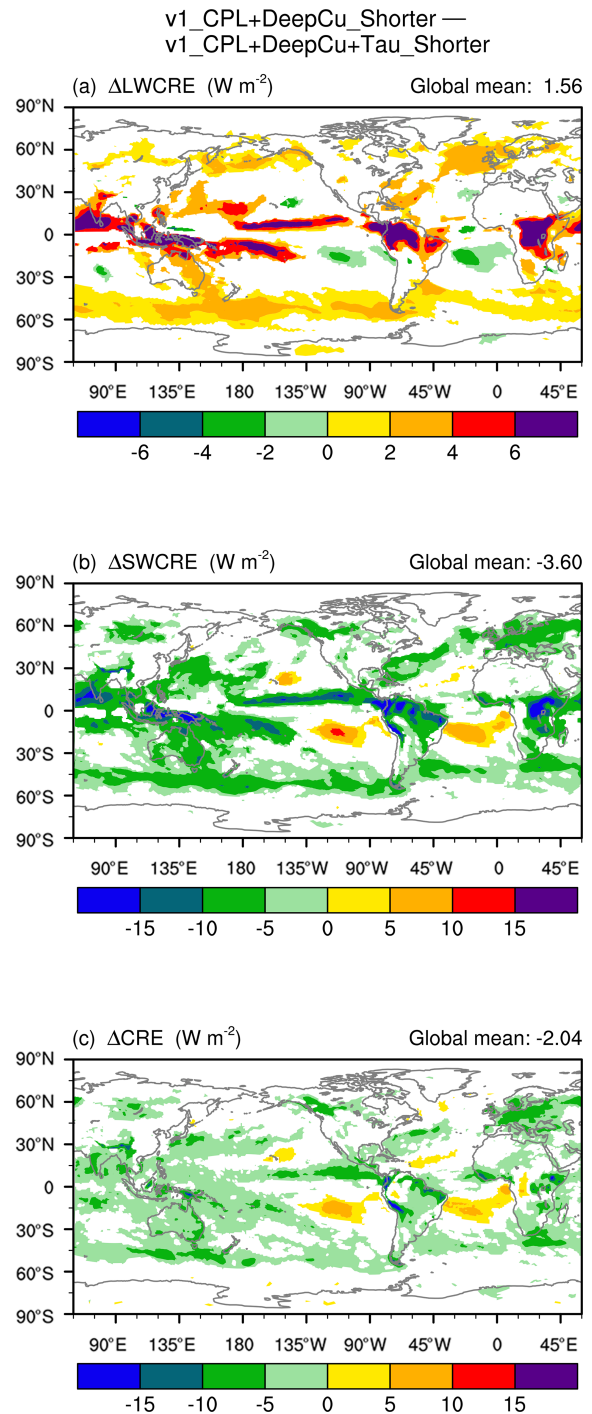 v1_CPL+DeepCu_Shorter —
v1_CPL+DeepCu+Tau_Shorter
(a) ΔLWCRE (W m-2) Global mean: 1.56
90°N
60°N
30°N
0
30°S
60°S
90°S
90°E 135°E 180 135°W 90°W 45°W 0 45°E
-6 -4 -2 0 2 4 6
(b) ΔSWCRE (W m-2) Global mean: -3.60
90°N
60°N
30°N
0
30°S
60°S
90°S
90°E 135°E 180 135°W 90°W 45°W 0 45°E
-15 -10 -5 0 5 10 15
(c) ΔCRE (W m-2) Global mean: -2.04
90°N
60°N
30°N
0
30°S
60°S
90°S
90°E 135°E 180 135°W 90°W 45°W 0 45°E
-15 -10 -5 0 5 10 15